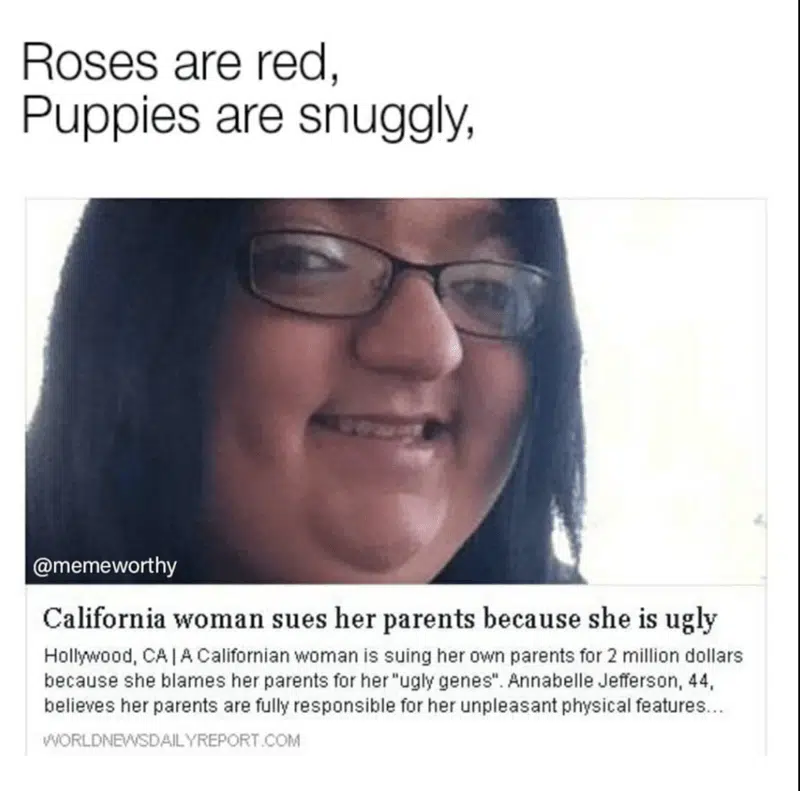 Roses are red,
Puppies are snuggly,
@memeworthy
California woman sues her parents because she is ugly
Hollywood, CA | A Californian woman is suing her own parents for 2 million dollars
because she blames her parents for her "ugly genes". Annabelle Jefferson, 44,
believes her parents are fully responsible for her unpleasant physical features...
WORLDNEWSDAILYREPORT.COM